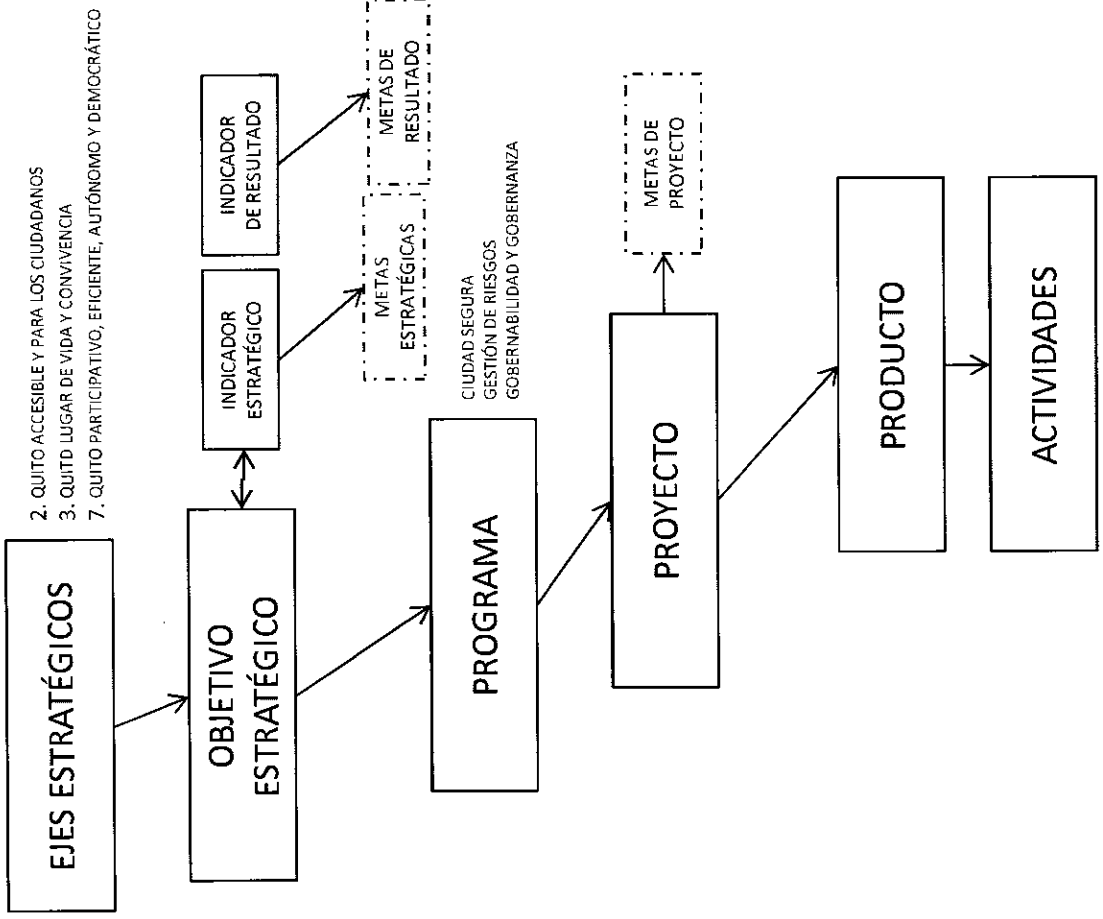 EJES ESTRATÉGICOS
2. QUITO ACCESIBLE Y PARA LOS CIUDADANOS
3. QUITO LUGAR DE VIDA Y CONVIVENCIA
7. QUITO PARTICIPATIVO, EFICIENTE, AUTÓNOMO Y DEMOCRÁTICO
OBJETIVO
ESTRATÉGICO
INDICADOR
ESTRATÉGICO
INDICADOR
DE RESULTADO
METAS
ESTRATÉGICAS
METAS DE
RESULTADO
PROGRAMA
CIUDAD SEGURA
GESTIÓN DE RIESGOS
GOBERNABILIDAD Y GOBERNANZA
PROYECTO
METAS DE
PROYECTO
PRODUCTO
ACTIVIDADES